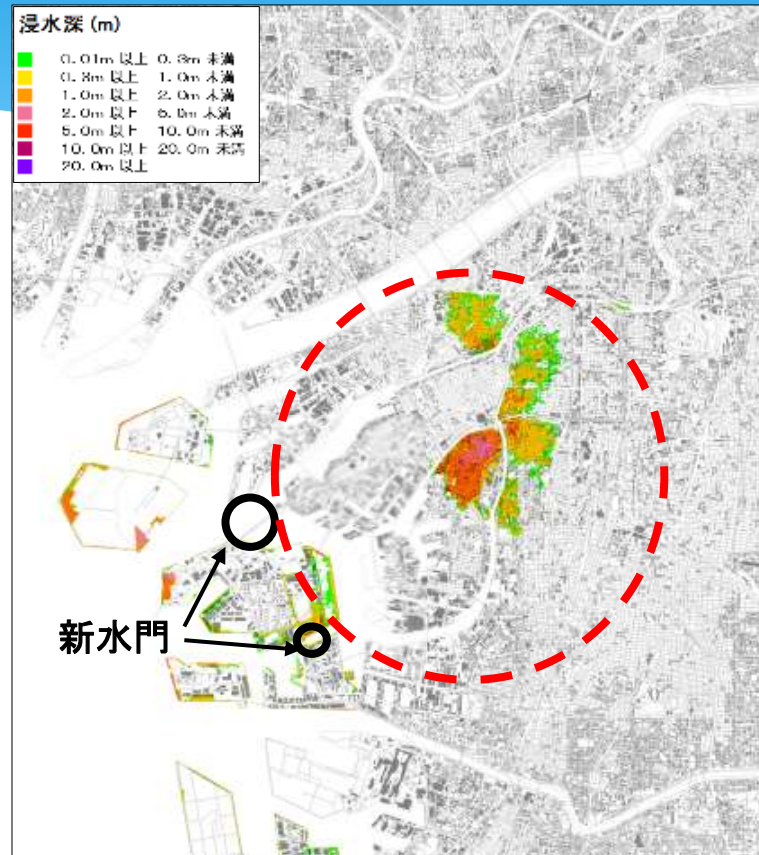 浸水深 (m)
0.01m 以上 0.3m 未満
0.3m 以上 1.0m 未満
1.0m 以上 2.0m 未満
2.0m 以上 5.0m 未満
5.0m 以上 10.0m 未満
10.0m 以上 20.0m 未満
20.0m 以上
新水門